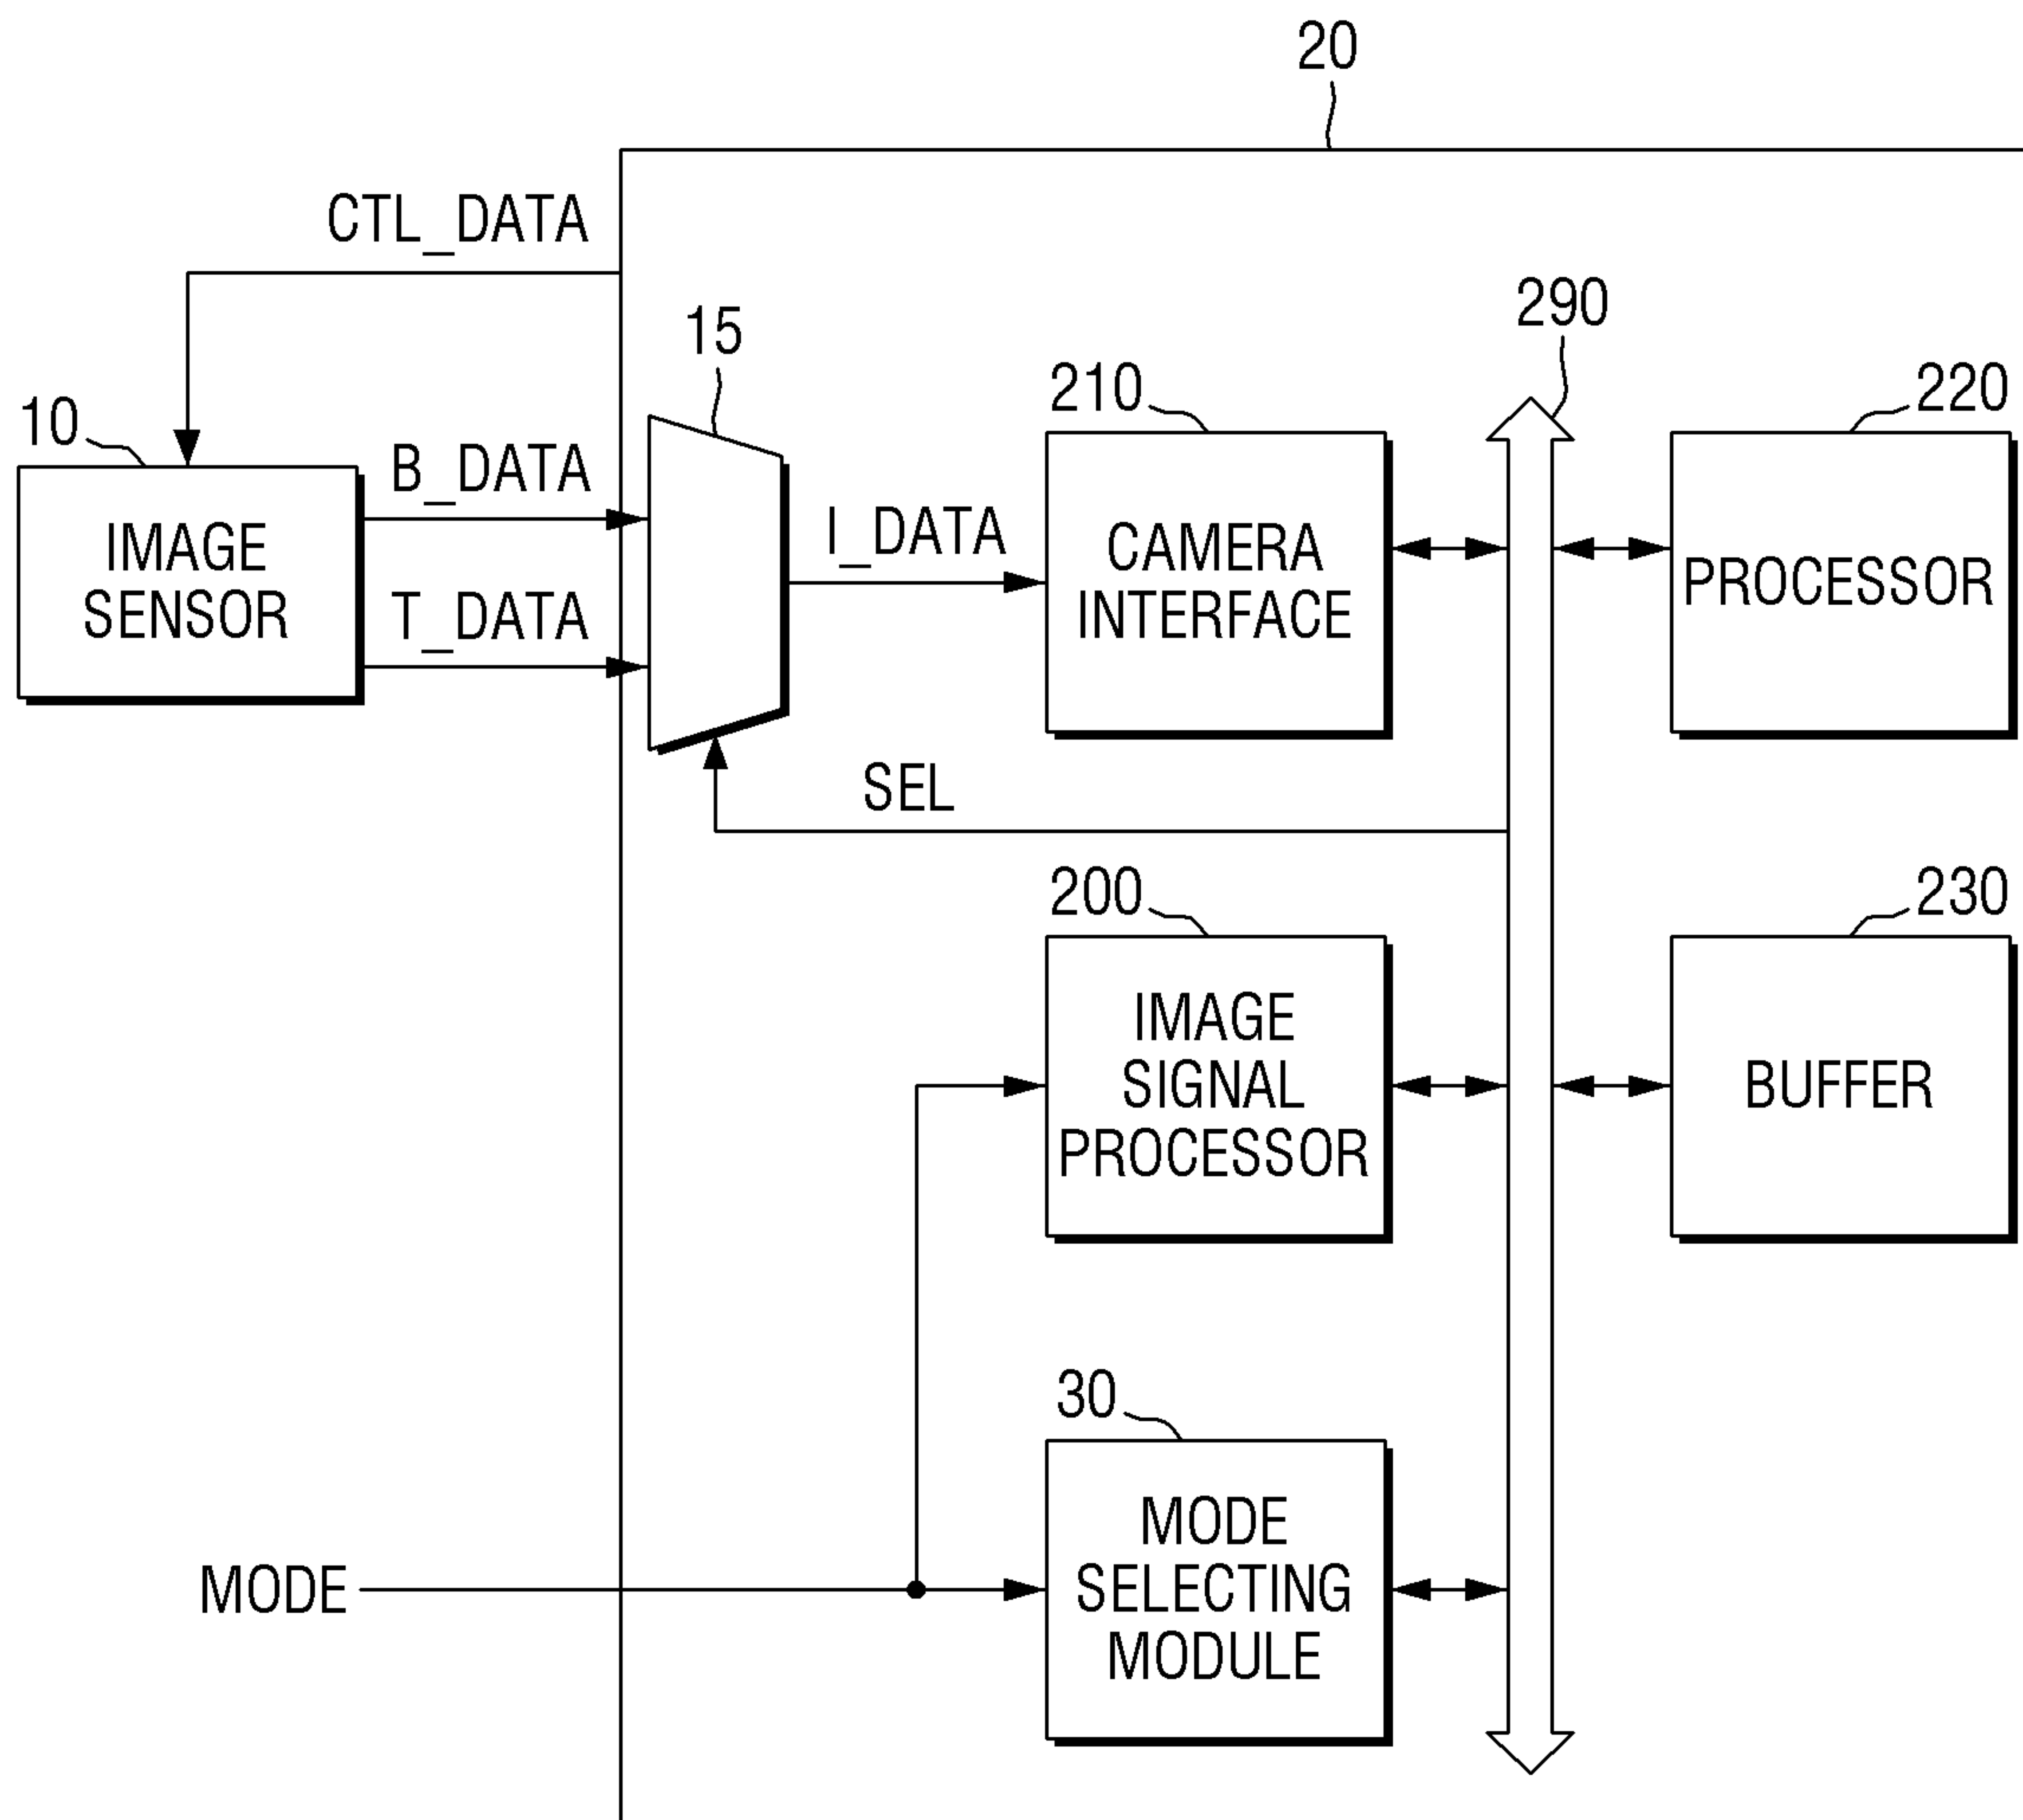 20
CTL_DATA
290
15
210
220
10
B_DATA
I_DATA
IMAGE
SENSOR
CAMERA
INTERFACE
PROCESSOR
T_DATA
SEL
200
230
IMAGE
SIGNAL
PROCESSOR
BUFFER
30
MODE
MODE
SELECTING
MODULE